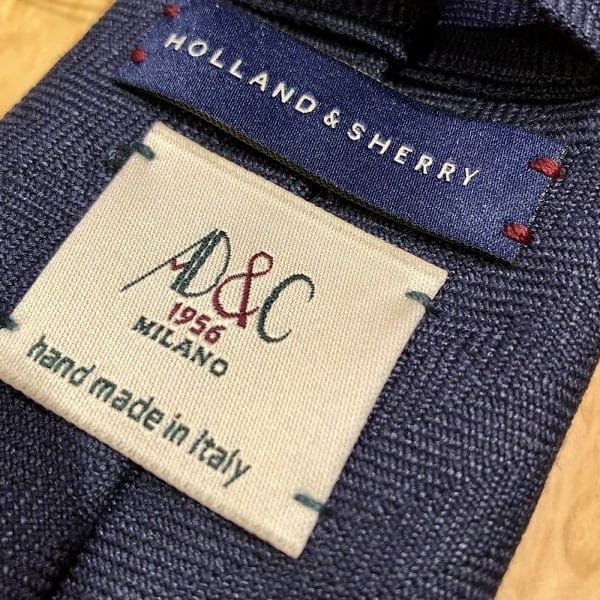 HOLLAND & SHERRY
AD&C
1956
MILANO
hand made in Italy